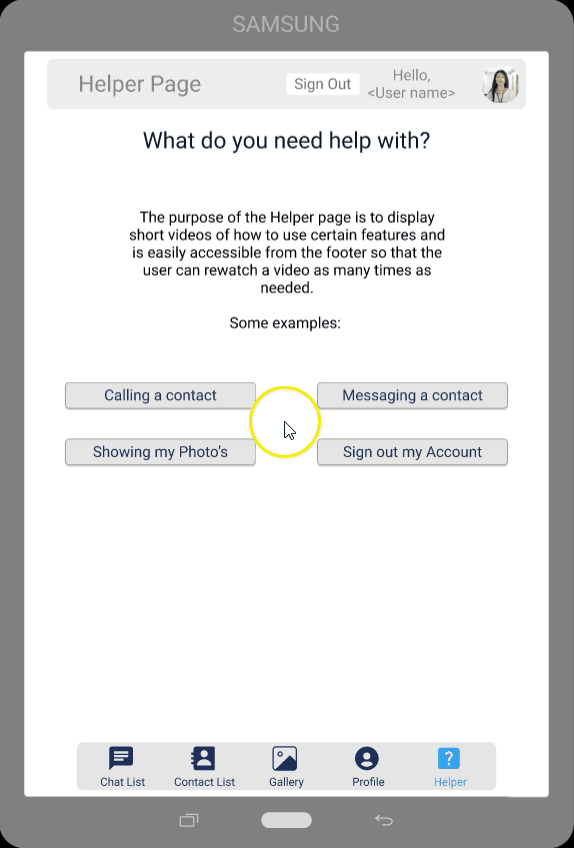 SAMSUNG
Helper Page
Sign Out
Hello,
<User name>
What do you need help with?
The purpose of the Helper page is to display
short videos of how to use certain features and
is easily accessible from the footer so that the
user can rewatch a video as many times as
needed.
Some examples:
Calling a contact
Messaging a contact
Showing my Photo's
Sign out my Account
?
Chat List
Contact List
Gallery
Profile
Helper